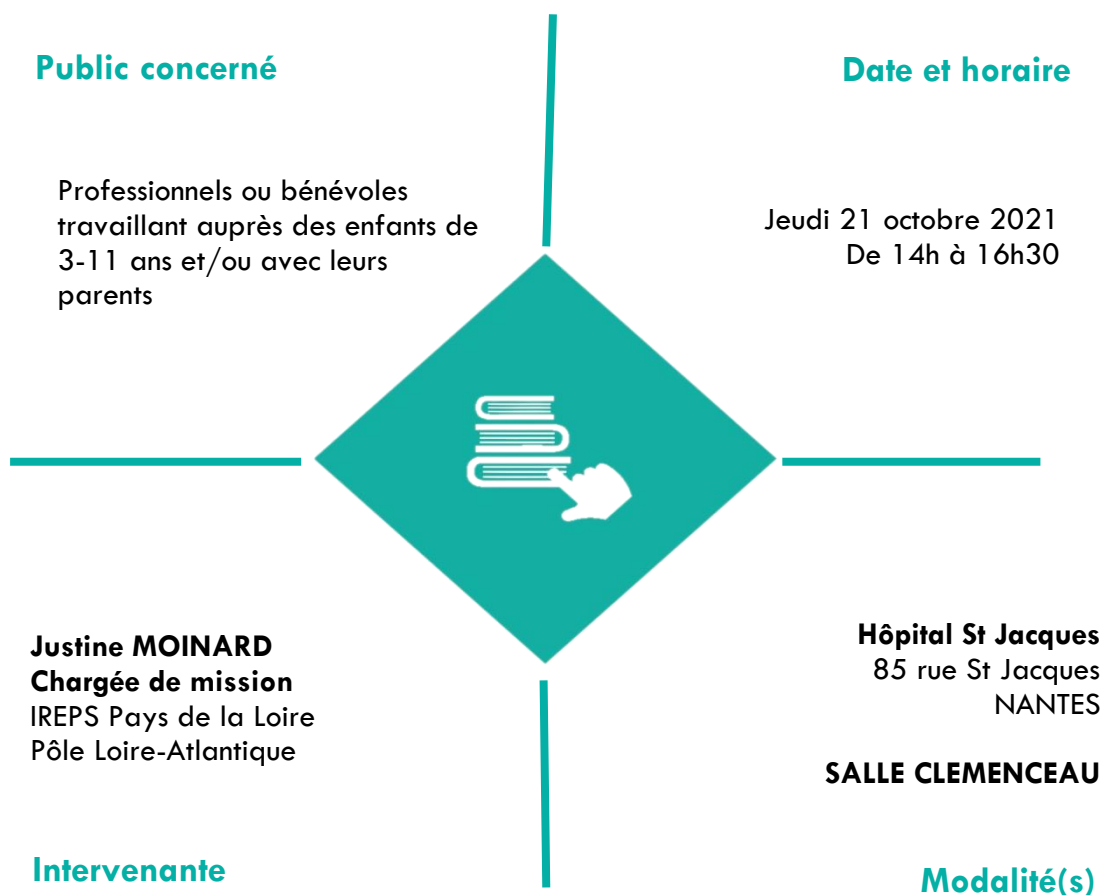 Public concerné
Professionnels ou bénévoles
travaillant auprès des enfants de
3-11 ans et/ou avec leurs
parents
Date et horaire
Jeudi 21 octobre 2021
De 14h à 16h30
Justine MOINARD
Chargée de mission
IREPS Pays de la Loire
Pôle Loire-Atlantique
Intervenante
Hôpital St Jacques
85 rue St Jacques
NANTES
SALLE CLEMENCEAU
Modalité(s)